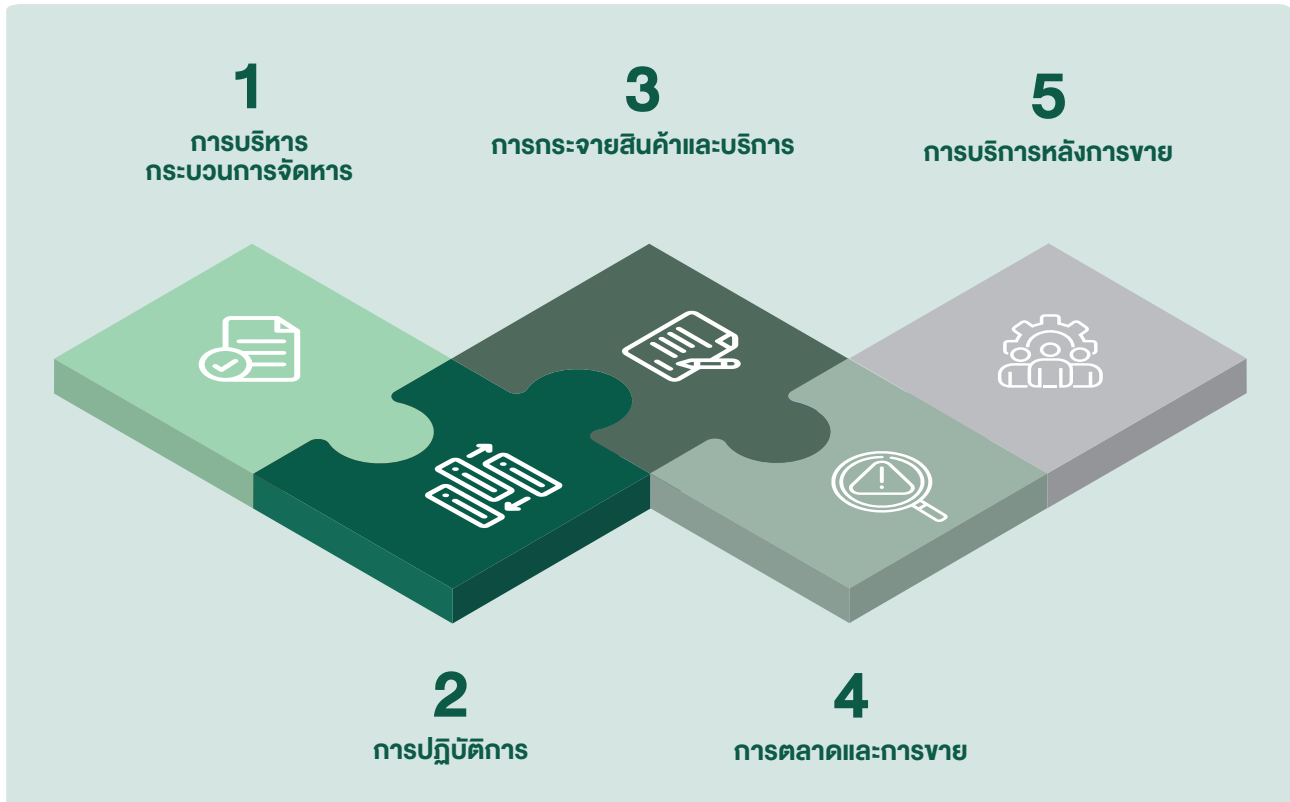 1
การบริหาร
กระบวนการจัดหาร
2
การปฏิบัติการ
3
การกระจายสินค้าและบริการ
4
การตลาดและการขาย
5
การบริการหลังการขาย